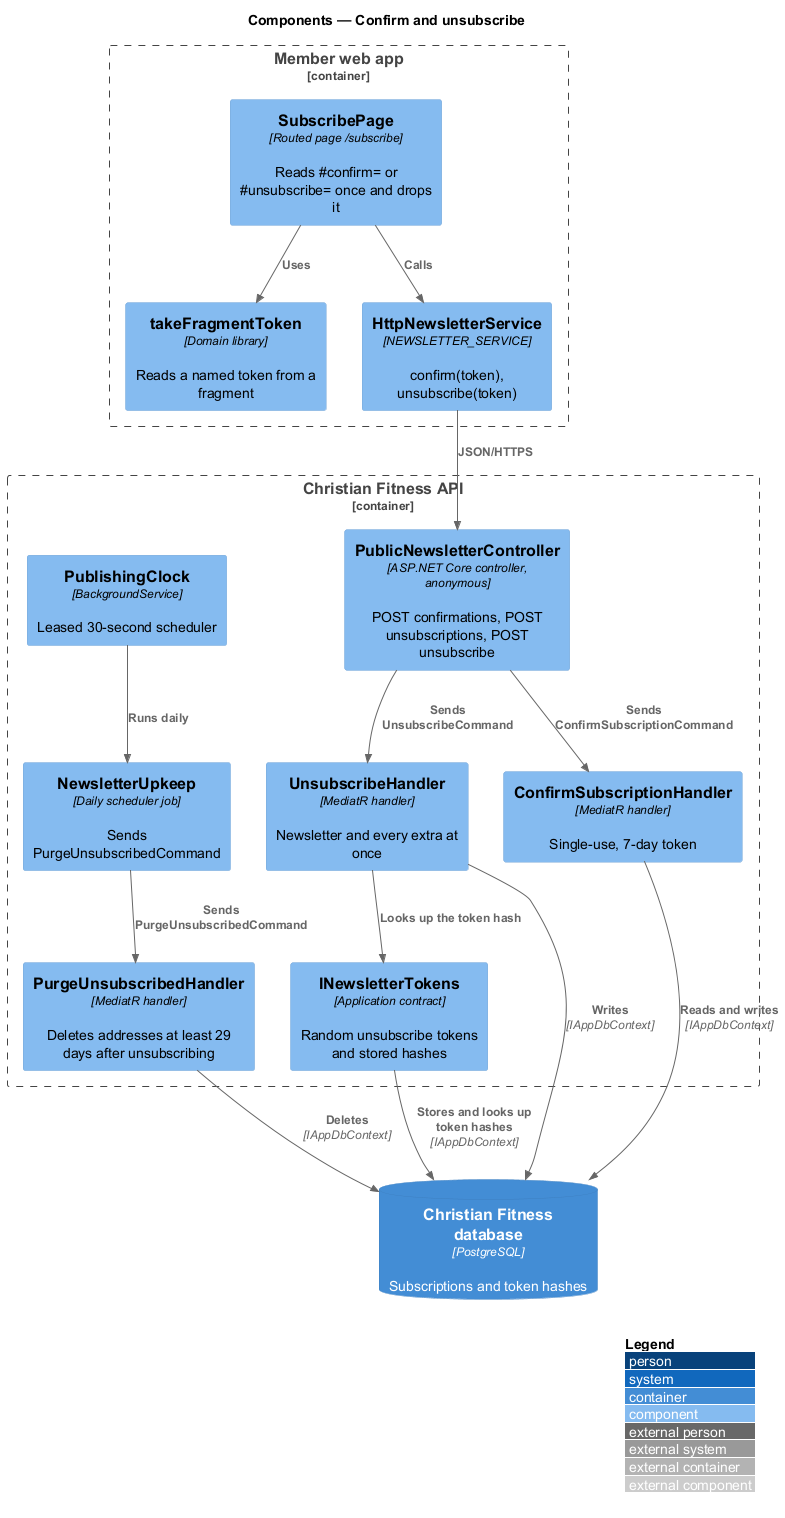 Components — Confirm and unsubscribe
Member web app
[container]
SubscribePage
[Routed page /subscribe]
Reads #confirm= or
#unsubscribe= once and drops
it
Uses
Calls
takeFragmentToken
[Domain library]
Reads a named token from a
fragment
HttpNewsletterService
[NEWSLETTER_SERVICE]
confirm(token),
unsubscribe(token)
JSON/HTTPS
Christian Fitness API
[container]
PublicNewsletterController
[ASP.NET Core controller,
anonymous]
POST confirmations, POST
unsubscriptions, POST
unsubscribe
PublishingClock
[BackgroundService]
Leased 30-second scheduler
Runs daily
Sends
UnsubscribeCommand
Sends
ConfirmSubscriptionCommand
NewsletterUpkeep
[Daily scheduler job]
Sends
PurgeUnsubscribedCommand
UnsubscribeHandler
[MediatR handler]
Newsletter and every extra at
once
ConfirmSubscriptionHandler
[MediatR handler]
Single-use, 7-day token
Sends
PurgeUnsubscribedCommand
Looks up the token hash
PurgeUnsubscribedHandler
[MediatR handler]
Deletes addresses at least 29
days after unsubscribing
INewsletterTokens
[Application contract]
Random unsubscribe tokens
and stored hashes
Writes
[IAppDbContext]
Reads and writes
[IAppDbContext]
Deletes
[IAppDbContext]
Stores and looks up
token hashes
[IAppDbContext]
Christian Fitness
database
[PostgreSQL]
Subscriptions and token hashes
Legend
person
system
container
component
external person
external system
external container
external component